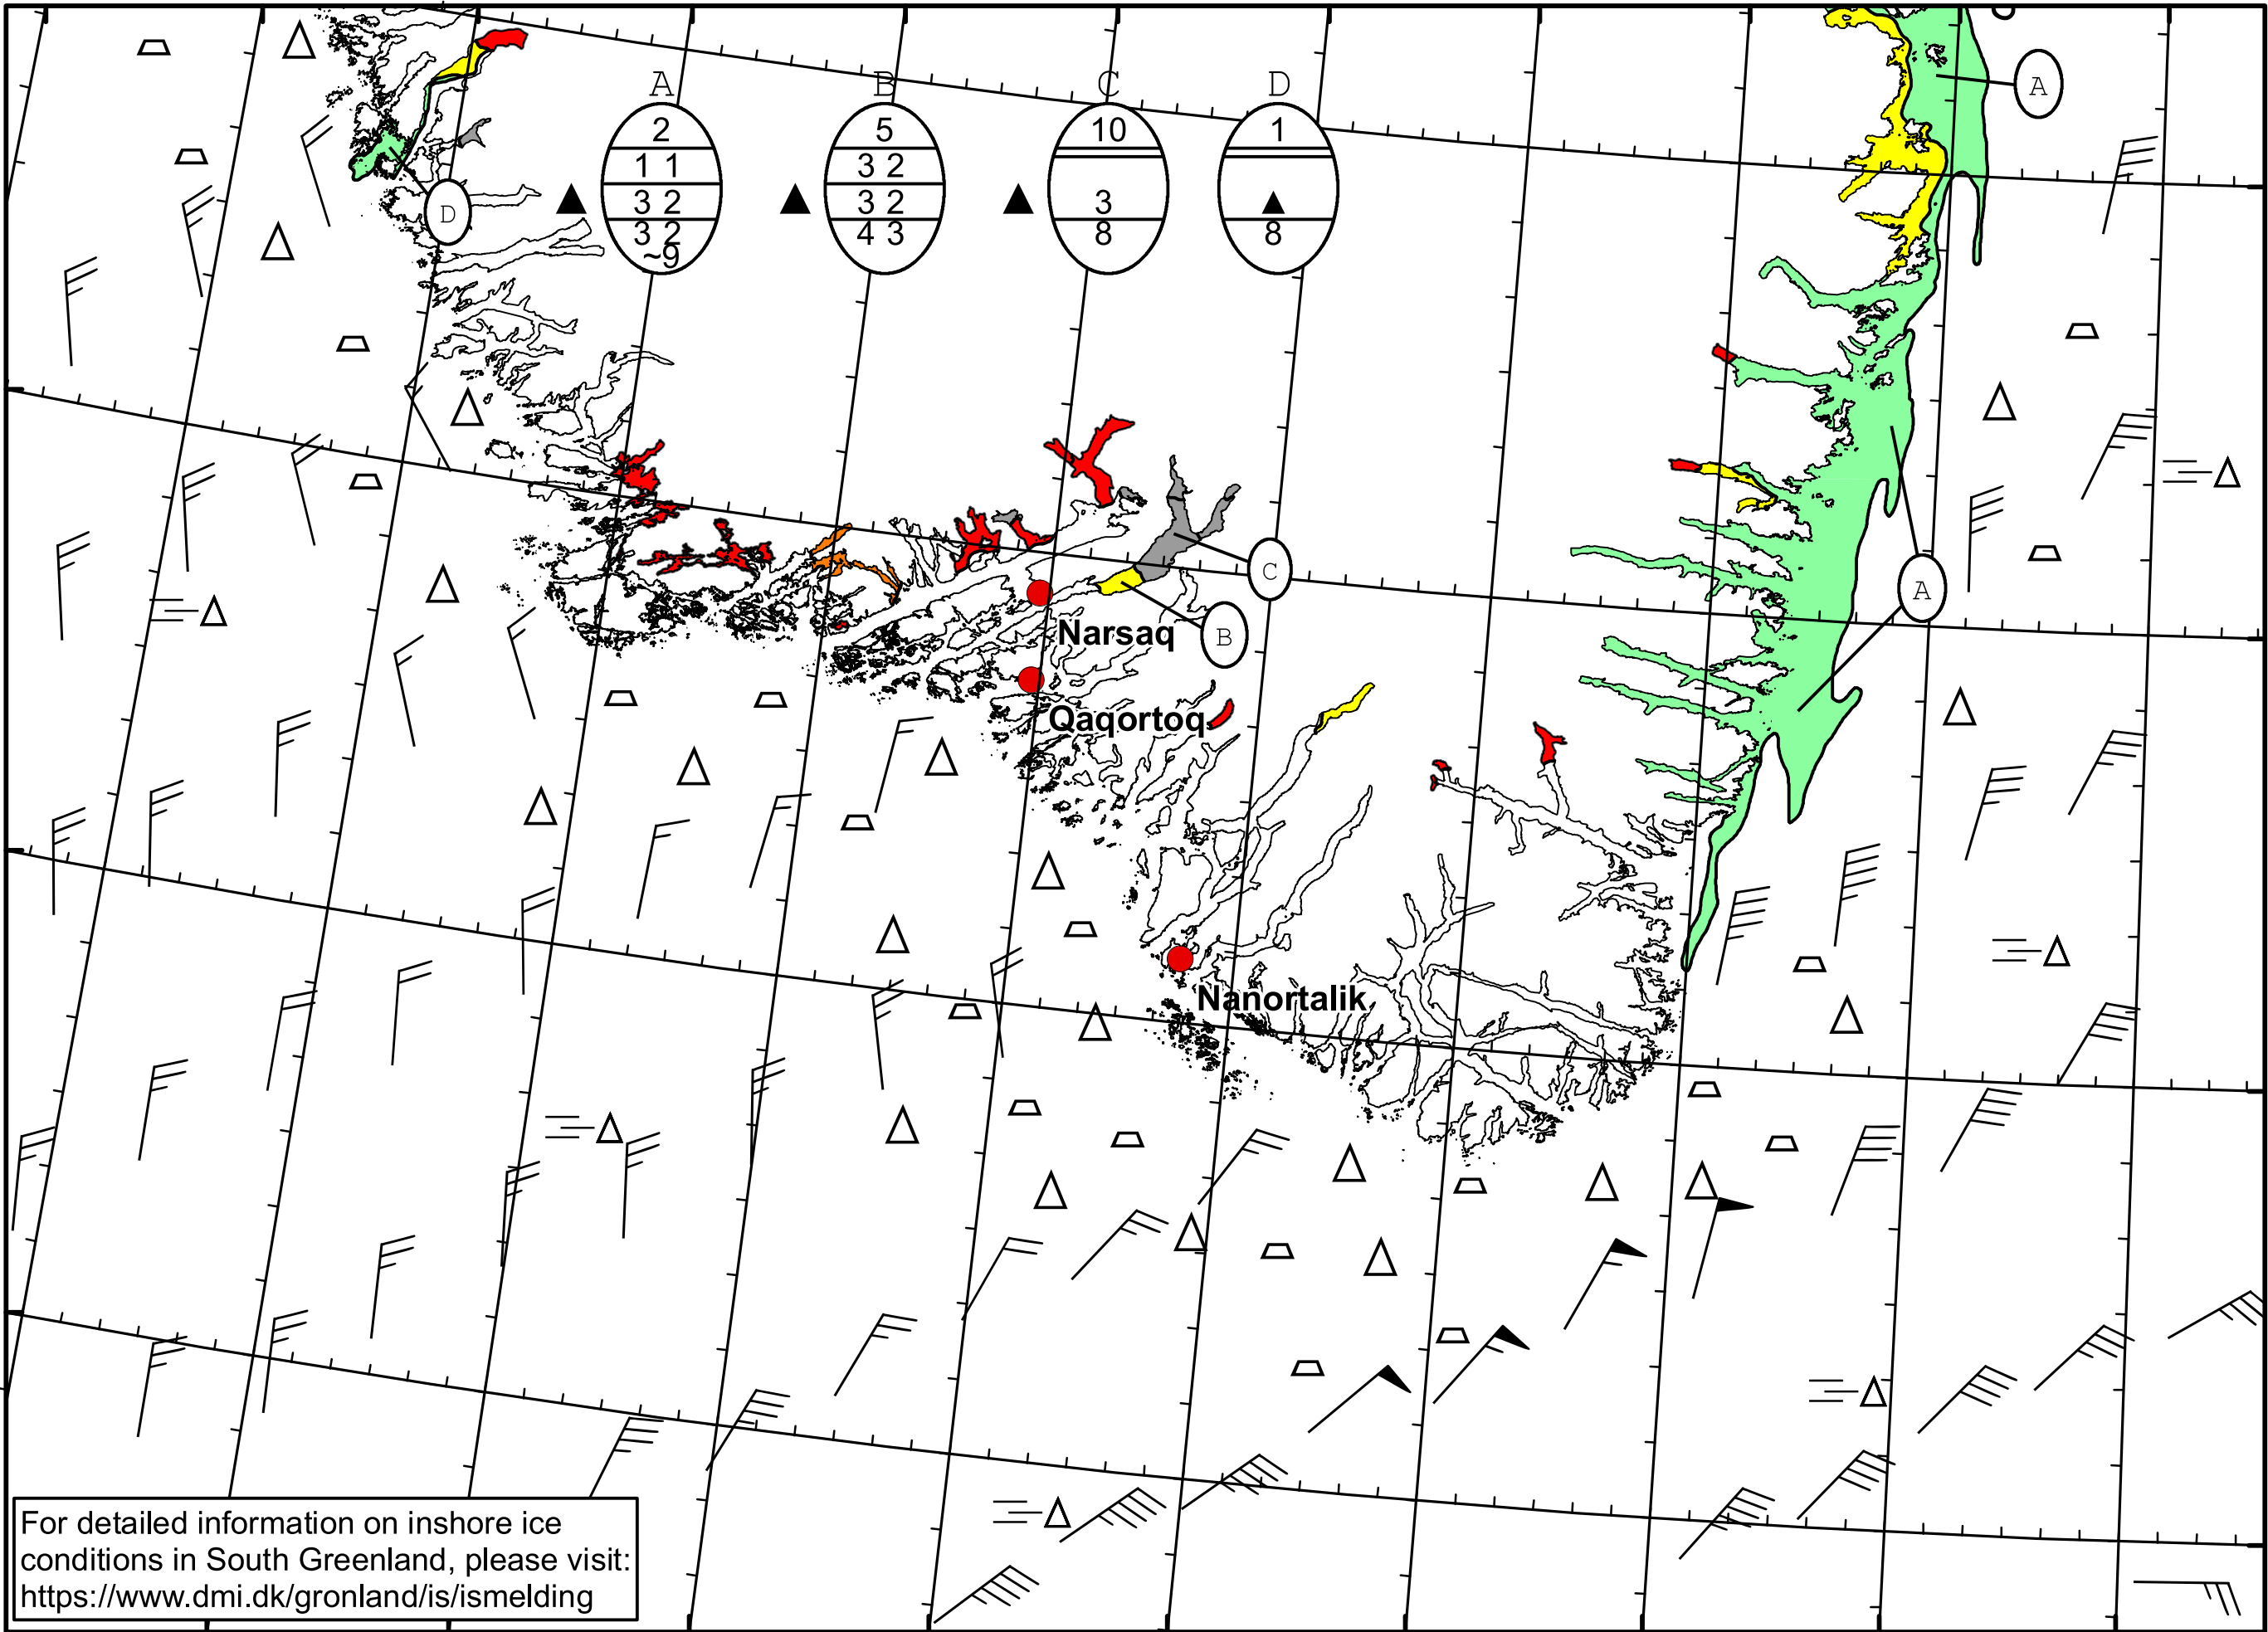 A B C D
2 5 10 1
1 1 3 2
3 2 3 2 3
3 2 4 3 8 8
~9
A
D
C
A
B
Narsaq
Qaqortoq
Nanortalik
For detailed information on inshore ice
conditions in South Greenland, please visit:
https://www.dmi.dk/gronland/is/ismelding